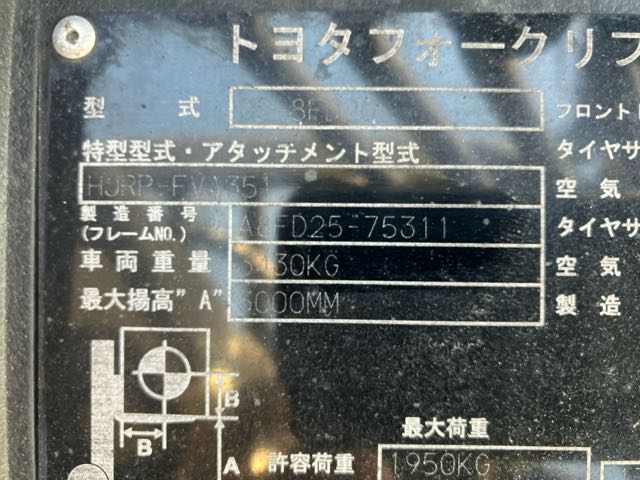 トヨタフォークリフ
型 式 フロント
特型型式・アタッチメント型式 タイヤサ
空気
製造番号 A8FD25-75311 タイヤサ
(フレームNO.)
車両重量 空気
最大揚高"A" 3000MM 製造
B
B
最大荷重
A 許容荷重 1950KG